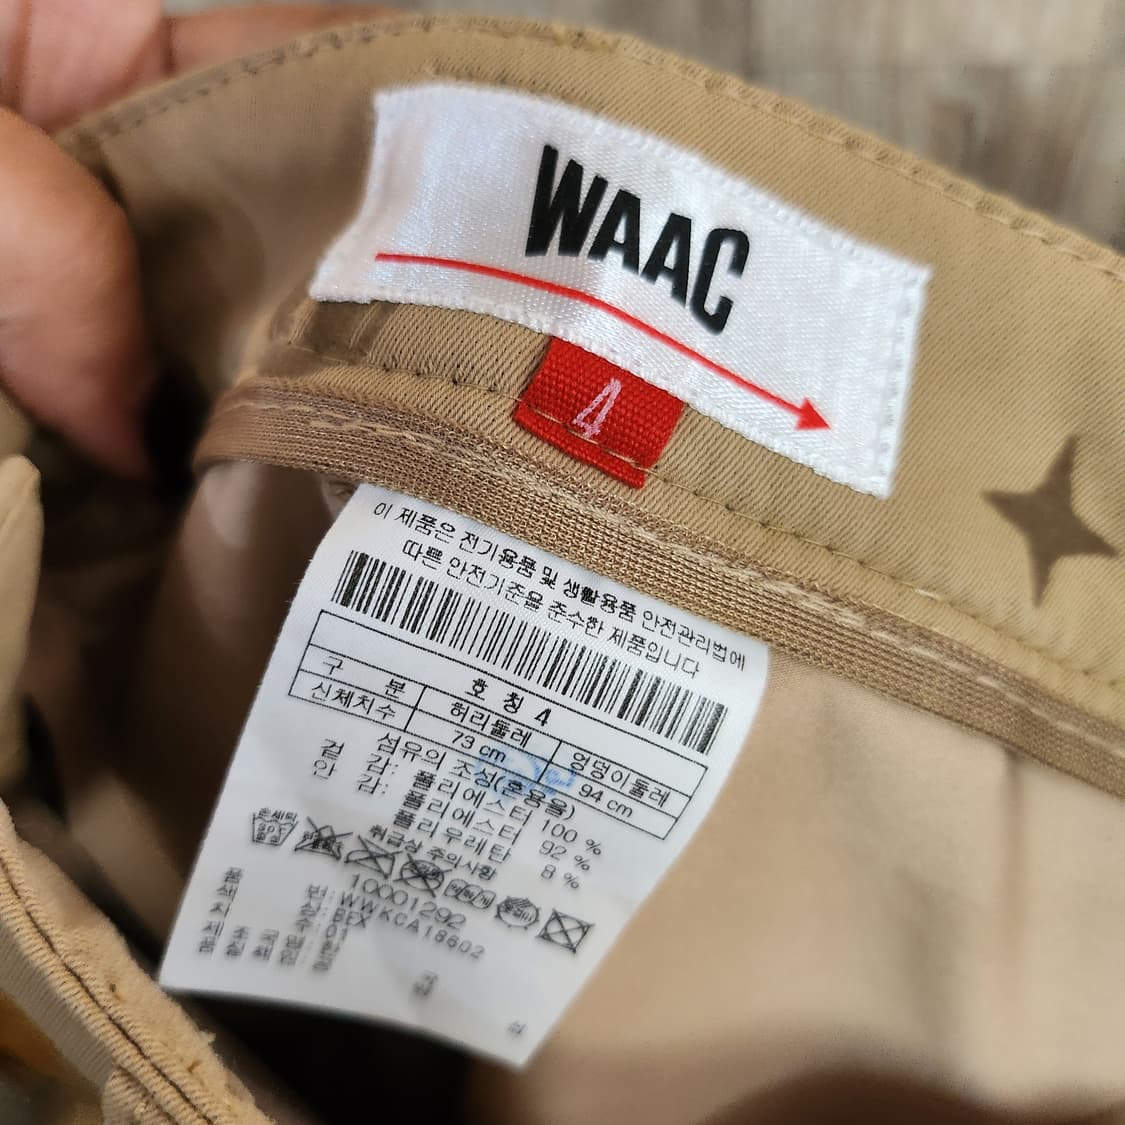 WAAC
4
이 제품은 전기용품 및 생활용품 안전관리법에
따른 안전기준을 준수한 제품입니다
구 분 호 칭 4
신체치수 허리둘레 엉덩이둘레
73 cm 94 cm
섬유의 조성(혼용율)
겉 감: 폴리에스터 100 %
안 감: 폴리에스터 92 %
폴리우레탄 8 %
취급상 주의사항
손세탁
10001292
WWKCA18602
BEX